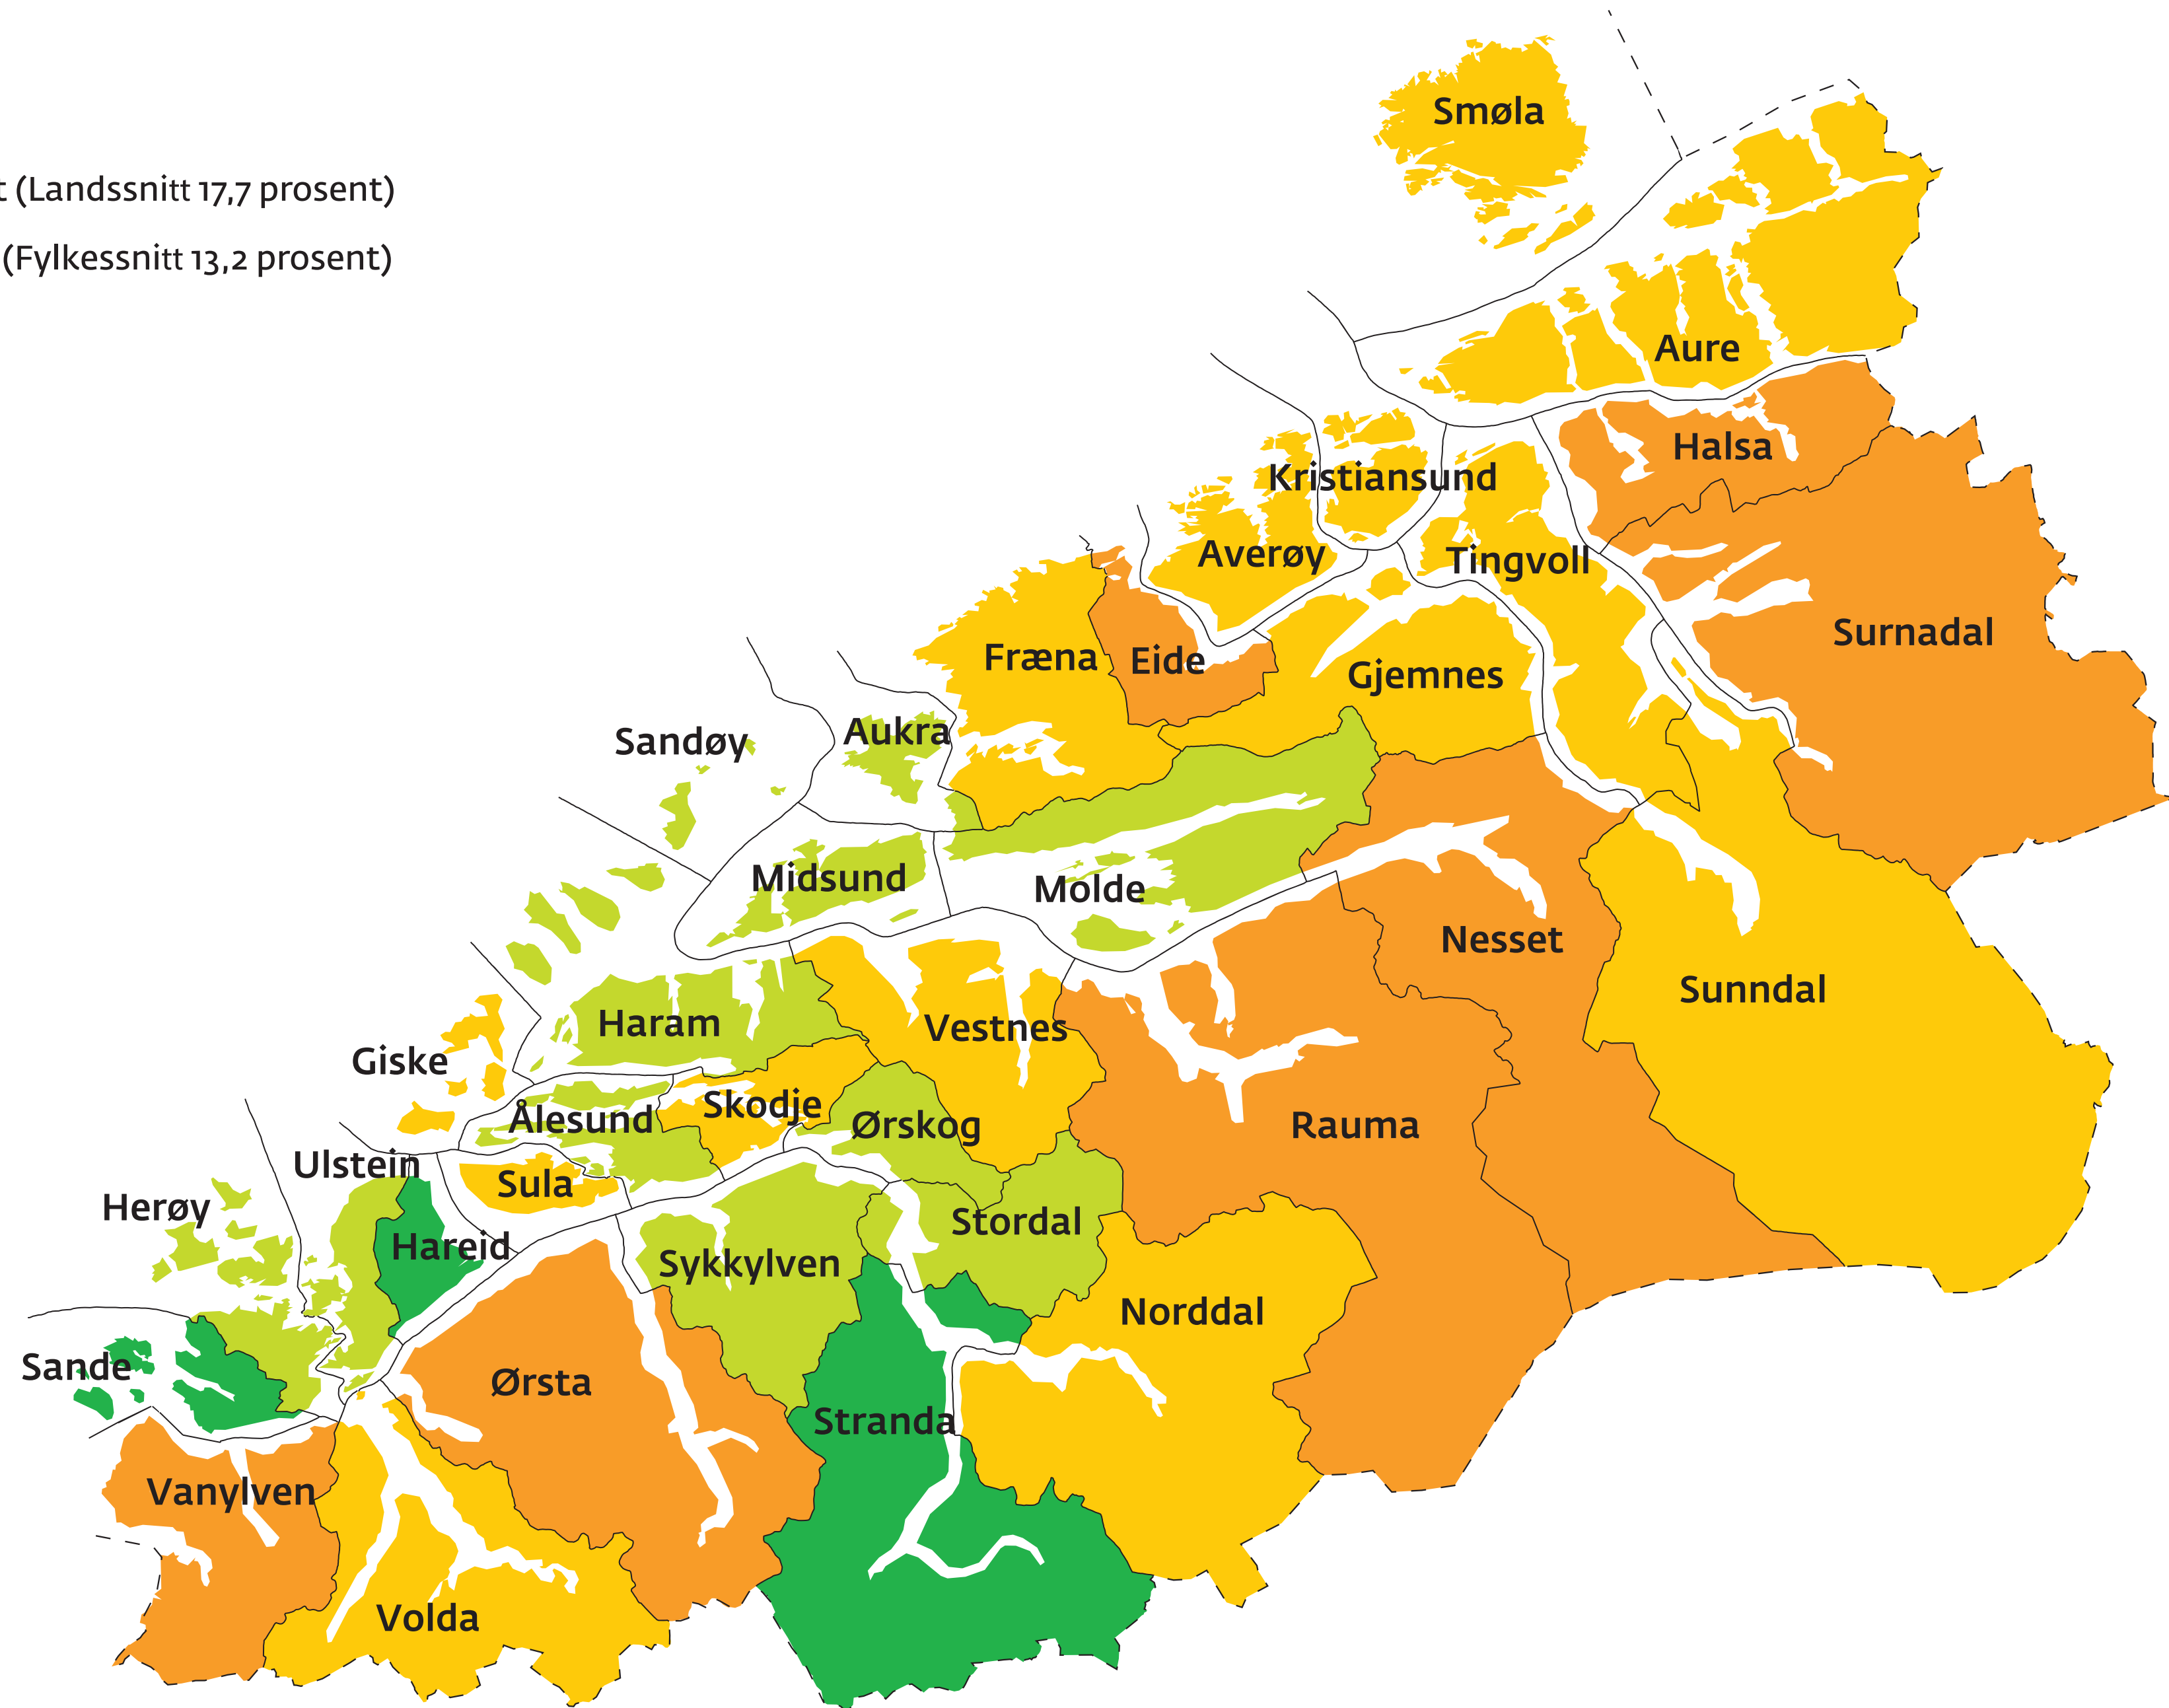 Smøla
t (Landssnitt 17,7 prosent)
(Fylkessnitt 13,2 prosent)
Aure
Halsa
Kristiansund
Averøy
Tingvoll
Surnadal
Fræna
Eide
Gjemnes
Aukra
Sandøy
Midsund
Molde
Nesset
Sunndal
Haram
Vestnes
Giske
Skodje
Ålesund
Ørskog
Rauma
Ulstein
Sula
Herøy
Stordal
Hareid
Sykkylven
Norddal
Sande
Ørsta
Stranda
Vanylven
Volda